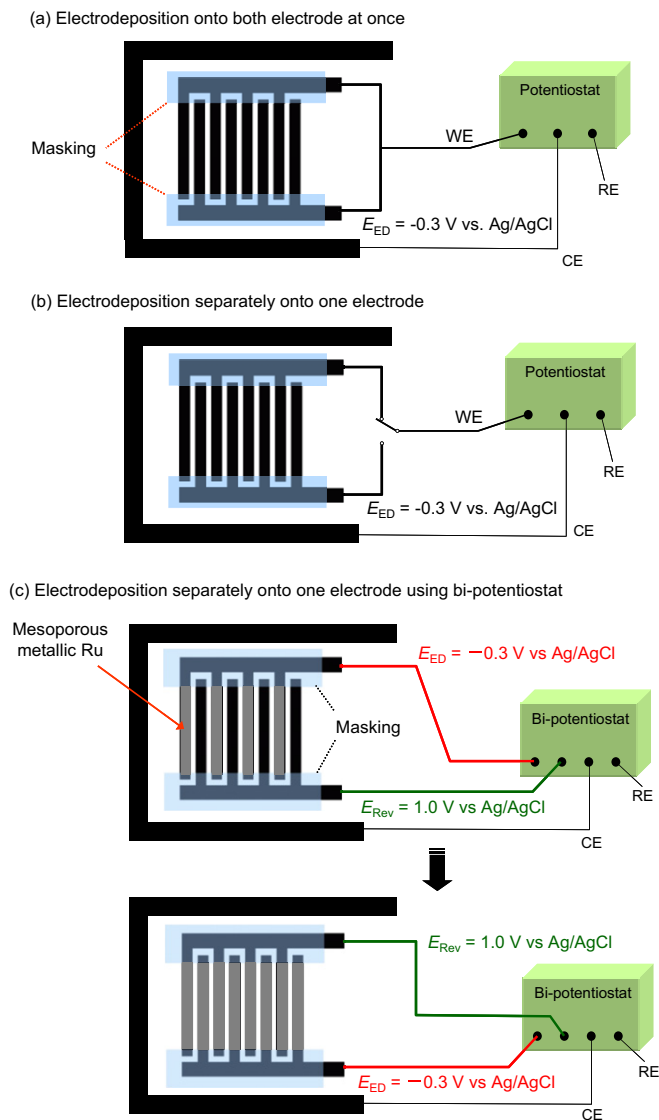 (a) Electrodeposition onto both electrode at once
Potentiostat
Masking
WE
RE
E_ED = -0.3 V vs. Ag/AgCl
CE
(b) Electrodeposition separately onto one electrode
Potentiostat
WE
RE
E_ED = -0.3 V vs. Ag/AgCl
CE
(c) Electrodeposition separately onto one electrode using bi-potentiostat
Mesoporous
metallic Ru
E_ED = −0.3 V vs Ag/AgCl
Masking
Bi-potentiostat
E_Rev = 1.0 V vs Ag/AgCl
RE
CE
E_Rev = 1.0 V vs Ag/AgCl
Bi-potentiostat
E_ED = −0.3 V vs Ag/AgCl
RE
CE